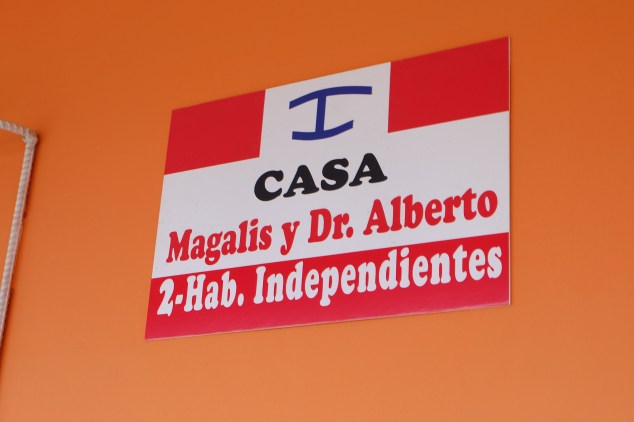 CASA
Magalis y Dr. Alberto
2-Hab. Independientes